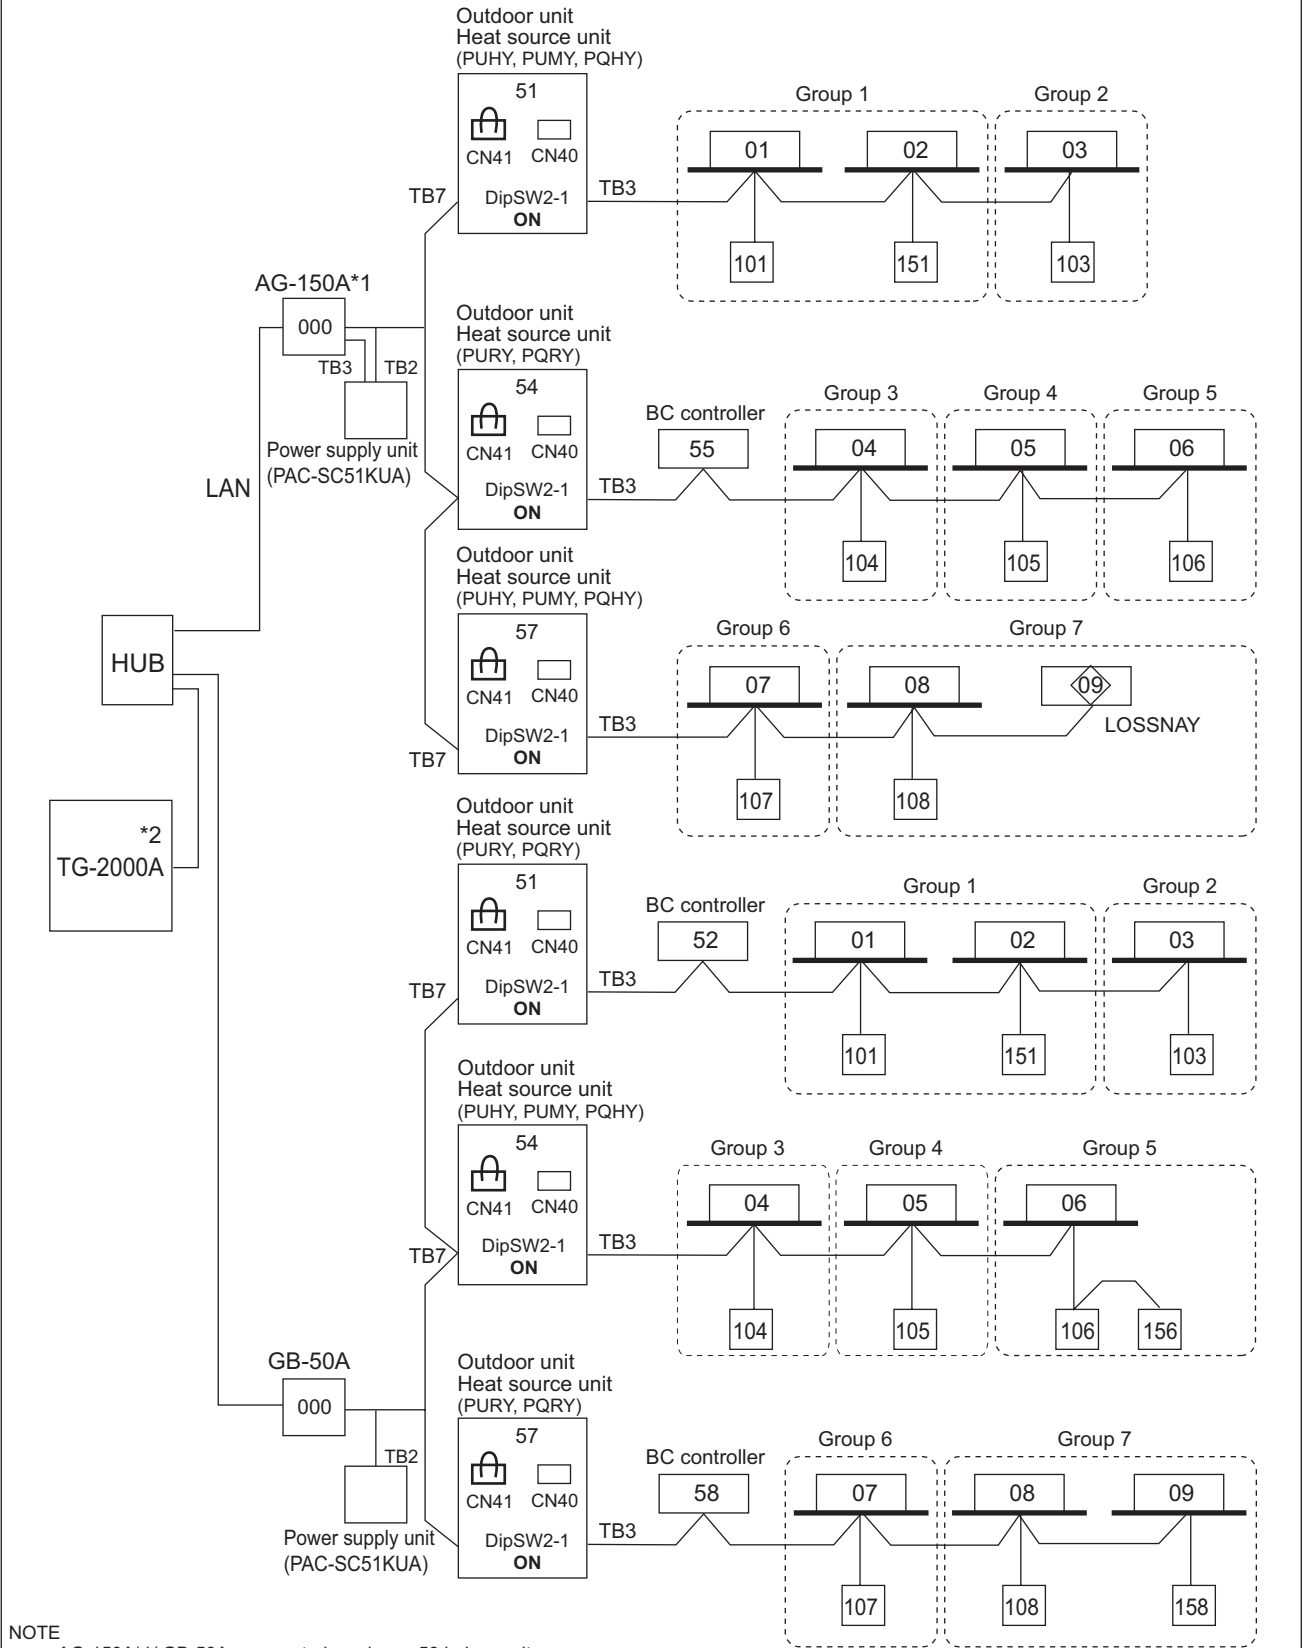 Outdoor unit
Heat source unit
(PUHY, PUMY, PQHY)
51
CN41 CN40
DipSW2-1
ON
TB7
TB3
Group 1
Group 2
01
02
03
101
151
103
AG-150A*1
000
TB3 TB2
Power supply unit
(PAC-SC51KUA)
LAN
Outdoor unit
Heat source unit
(PURY, PQRY)
54
CN41 CN40
DipSW2-1
ON
TB3
BC controller
55
Group 3
Group 4
Group 5
04
05
06
104
105
106
Outdoor unit
Heat source unit
(PUHY, PUMY, PQHY)
57
CN41 CN40
DipSW2-1
ON
TB7
TB3
Group 6
Group 7
07
08
09
LOSSNAY
107
108
HUB
*2
TG-2000A
Outdoor unit
Heat source unit
(PURY, PQRY)
51
CN41 CN40
DipSW2-1
ON
TB7
TB3
BC controller
52
Group 1
Group 2
01
02
03
101
151
103
Outdoor unit
Heat source unit
(PUHY, PUMY, PQHY)
54
CN41 CN40
DipSW2-1
ON
TB7
TB3
Group 3
Group 4
Group 5
04
05
06
104
105
106
156
GB-50A
000
TB2
Power supply unit
(PAC-SC51KUA)
Outdoor unit
Heat source unit
(PURY, PQRY)
57
CN41 CN40
DipSW2-1
ON
TB3
BC controller
58
Group 6
Group 7
07
08
09
107
108
158
NOTE